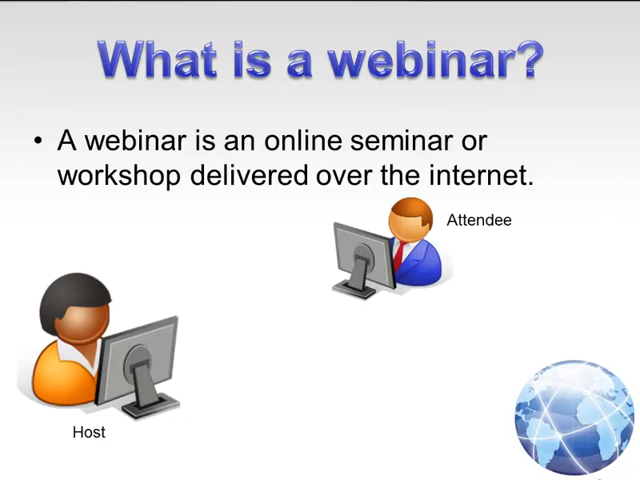 What is a webinar?
• A webinar is an online seminar or
workshop delivered over the internet.
Attendee
Host